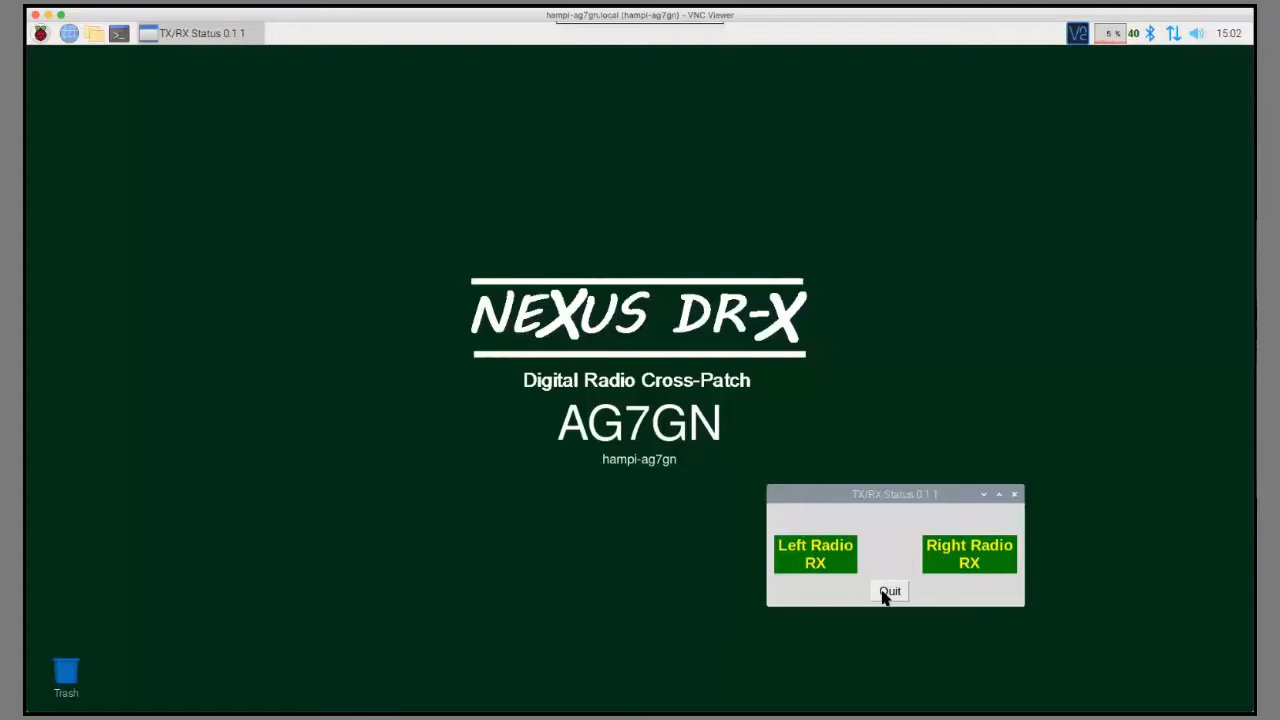 hampi-ag7gn.local (hampi-ag7gn) - VNC Viewer
TX/RX Status 0.1.1
V2
5 %
40
15:02
NEXUS DR-X
Digital Radio Cross-Patch
AG7GN
hampi-ag7gn
TX/RX Status 0.1.1
Left Radio
RX
Right Radio
RX
Quit
Trash